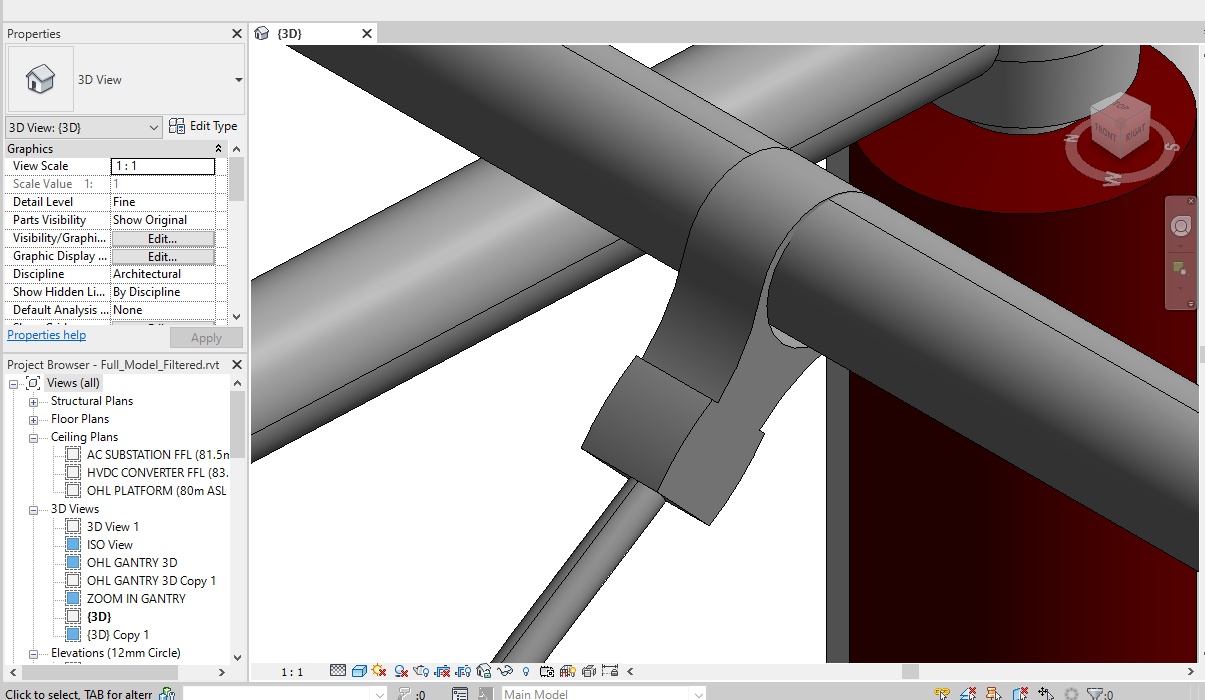 Properties
{3D}
3D View
3D View: {3D}
Edit Type
Graphics
View Scale
1 : 1
Scale Value 1:
1
Detail Level
Fine
Parts Visibility
Show Original
Visibility/Graphi...
Edit...
Graphic Display ...
Edit...
Discipline
Architectural
Show Hidden Li...
By Discipline
Default Analysis ...
None
Properties help
Apply
Project Browser - Full_Model_Filtered.rvt
Views (all)
Structural Plans
Floor Plans
Ceiling Plans
AC SUBSTATION FFL (81.5m
HVDC CONVERTER FFL (83.
OHL PLATFORM (80m ASL
3D Views
3D View 1
ISO View
OHL GANTRY 3D
OHL GANTRY 3D Copy 1
ZOOM IN GANTRY
{3D}
{3D} Copy 1
Elevations (12mm Circle)
TOP
FRONT
RIGHT
N
S
W
1 : 1
Click to select, TAB for altern
:0
Main Model
:0